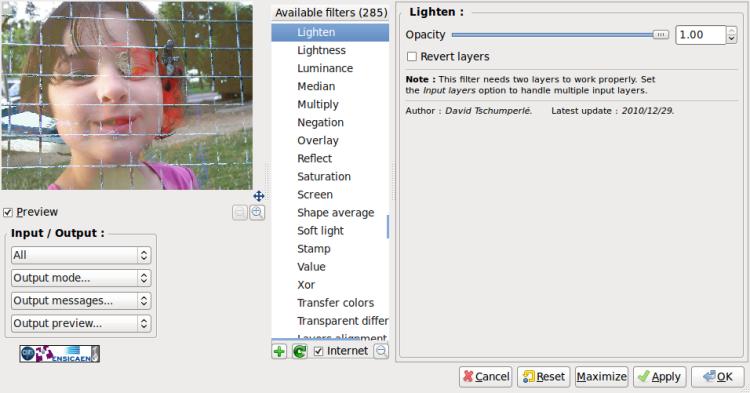 Preview
Input / Output :
All
Output mode...
Output messages...
Output preview...
ENSICAEN
Available filters (285)
Lighten
Lightness
Luminance
Median
Multiply
Negation
Overlay
Reflect
Saturation
Screen
Shape average
Soft light
Stamp
Value
Xor
Transfer colors
Transparent differ
Layers alignment
Internet
Lighten :
Opacity 1.00
Revert layers
Note : This filter needs two layers to work properly. Set
the Input layers option to handle multiple input layers.
Author : David Tschumperlé. Latest update : 2010/12/29.
Cancel Reset Maximize Apply OK